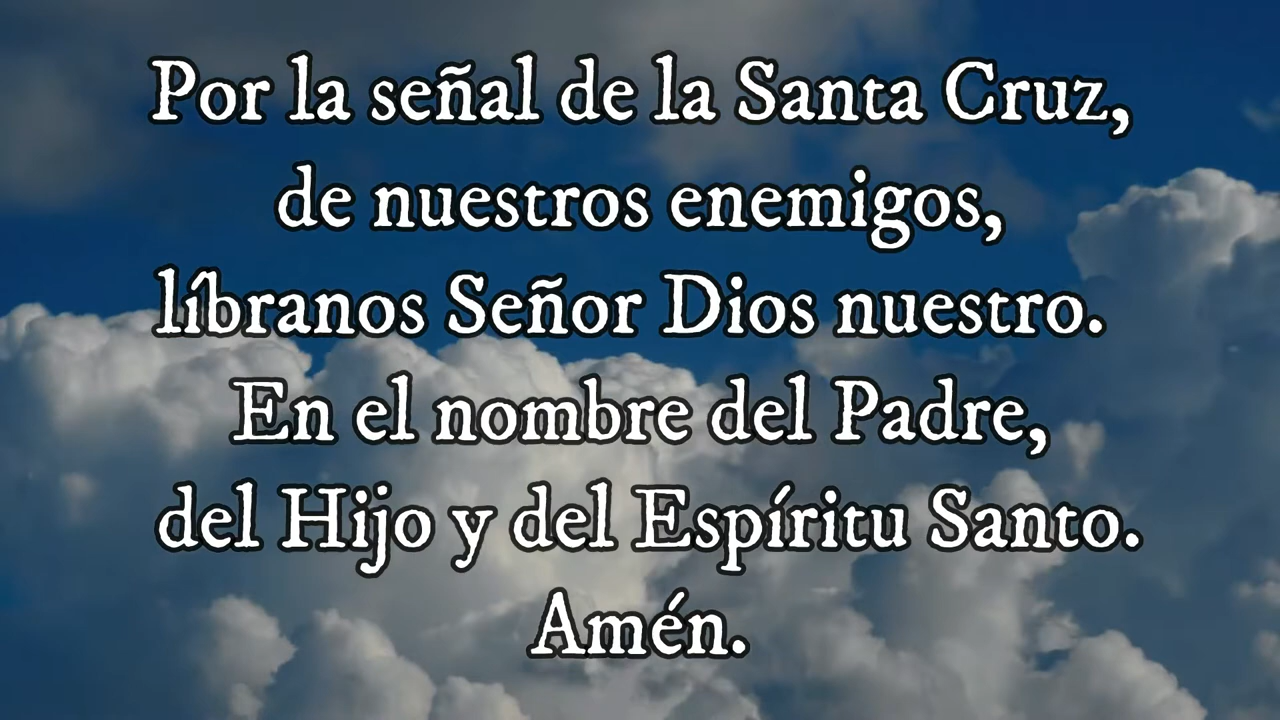 Por la señal de la Santa Cruz,
de nuestros enemigos,
líbranos Señor Dios nuestro.
En el nombre del Padre,
del Hijo y del Espíritu Santo.
Amén.